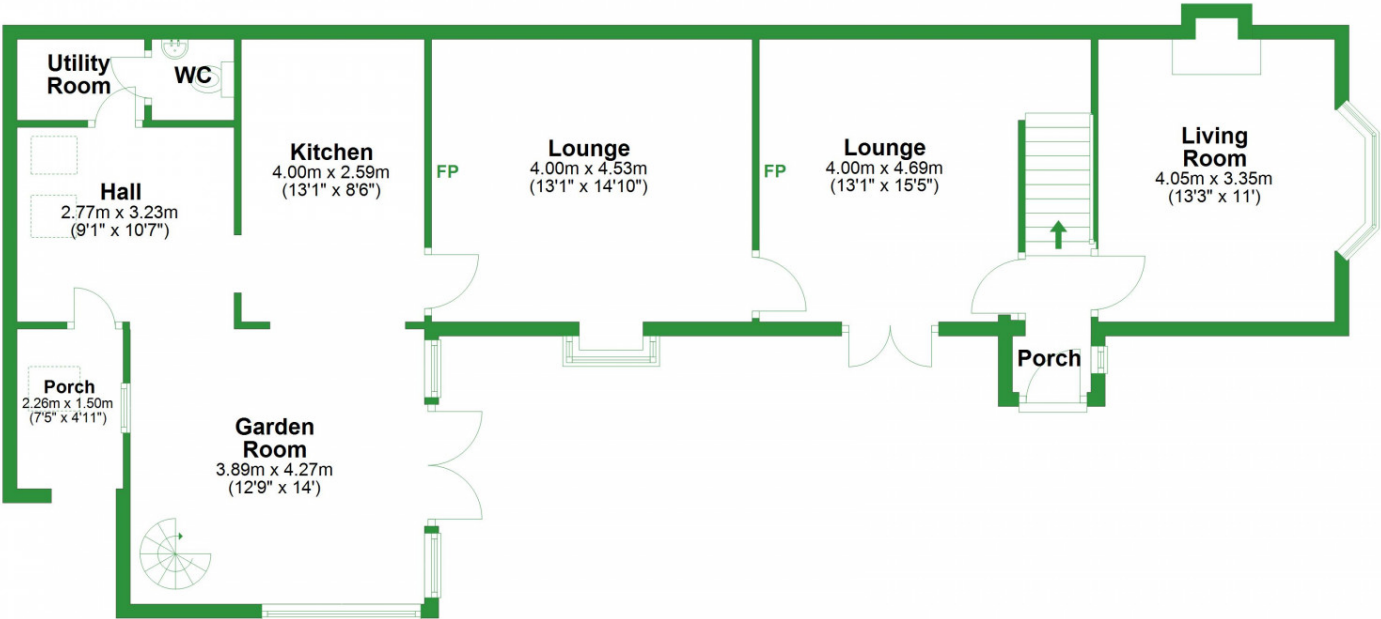 Utility
Room
WC
Kitchen
4.00m x 2.59m
(13'1" x 8'6")
FP
Lounge
4.00m x 4.53m
(13'1" x 14'10")
FP
Lounge
4.00m x 4.69m
(13'1" x 15'5")
Living
Room
4.05m x 3.35m
(13'3" x 11')
Hall
2.77m x 3.23m
(9'1" x 10'7")
Porch
Porch
2.26m x 1.50m
(7'5" x 4'11")
Garden
Room
3.89m x 4.27m
(12'9" x 14')